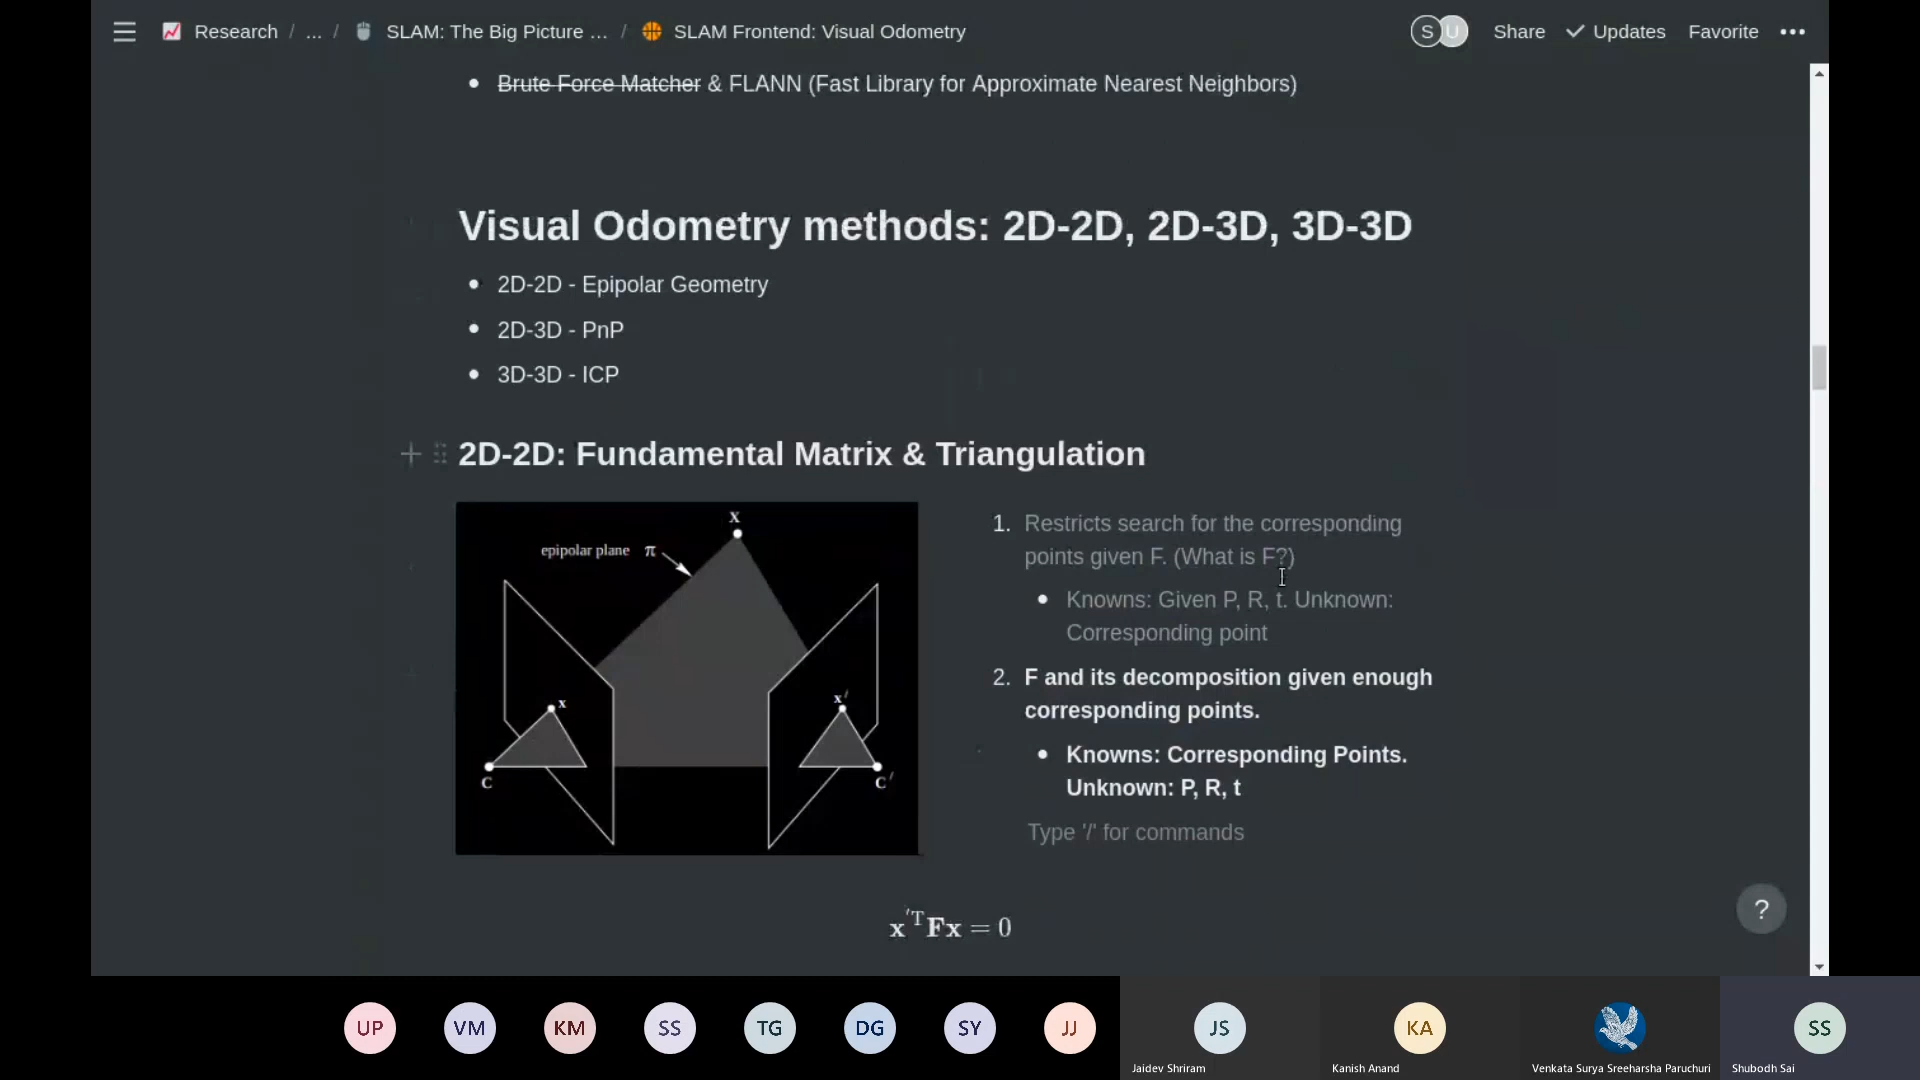 Research / ... / SLAM: The Big Picture ... / SLAM Frontend: Visual Odometry
S U Share Updates Favorite •••
Brute Force Matcher & FLANN (Fast Library for Approximate Nearest Neighbors)
Visual Odometry methods: 2D-2D, 2D-3D, 3D-3D
2D-2D - Epipolar Geometry
2D-3D - PnP
3D-3D - ICP
2D-2D: Fundamental Matrix & Triangulation
X
epipolar plane π
x
x′
C
C′
1. Restricts search for the corresponding
points given F. (What is F?)
Knowns: Given P, R, t. Unknown:
Corresponding point
2. F and its decomposition given enough
corresponding points.
Knowns: Corresponding Points.
Unknown: P, R, t
Type '/' for commands
x′ᵀFx = 0
?
UP VM KM SS TG DG SY JJ JS KA SS
Jaidev Shriram Kanish Anand Venkata Surya Sreeharsha Paruchuri Shubodh Sai